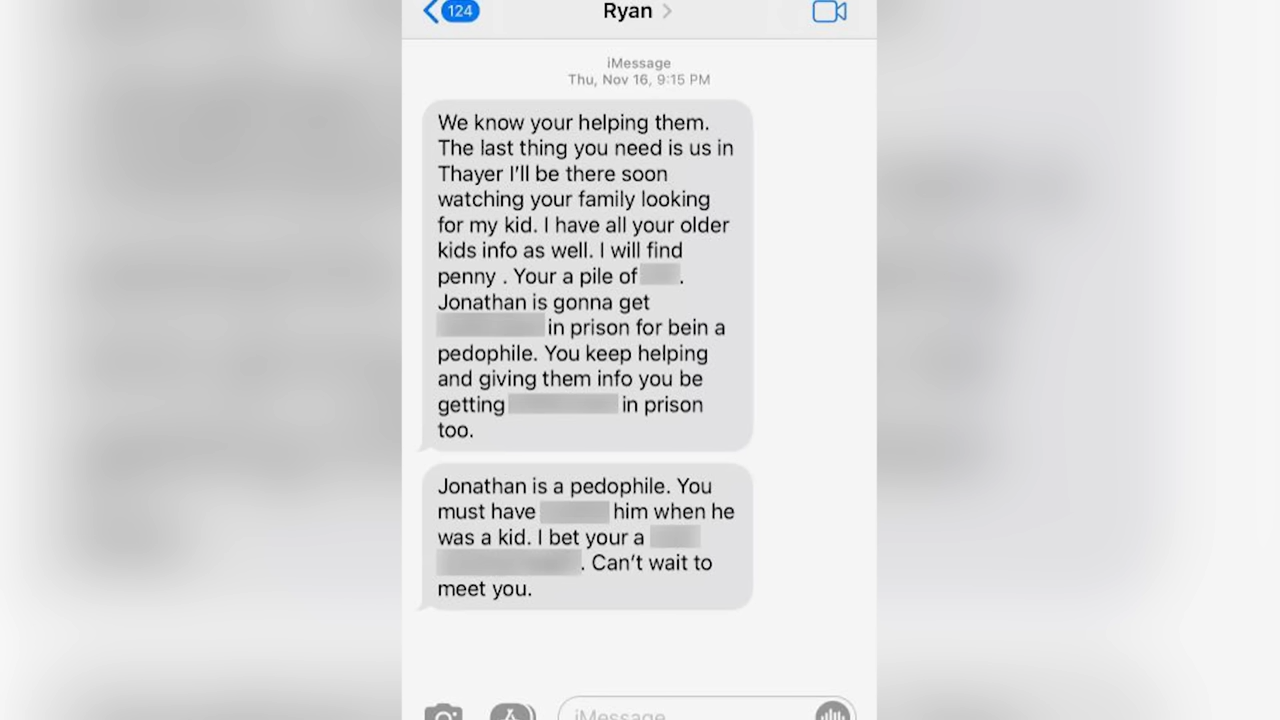 124
Ryan
iMessage
Thu, Nov 16, 9:15 PM
We know your helping them.
The last thing you need is us in
Thayer I'll be there soon
watching your family looking
for my kid. I have all your older
kids info as well. I will find
penny . Your a pile of .
Jonathan is gonna get
in prison for bein a
pedophile. You keep helping
and giving them info you be
getting in prison
too.
Jonathan is a pedophile. You
must have him when he
was a kid. I bet your a
. Can't wait to
meet you.
iMessage